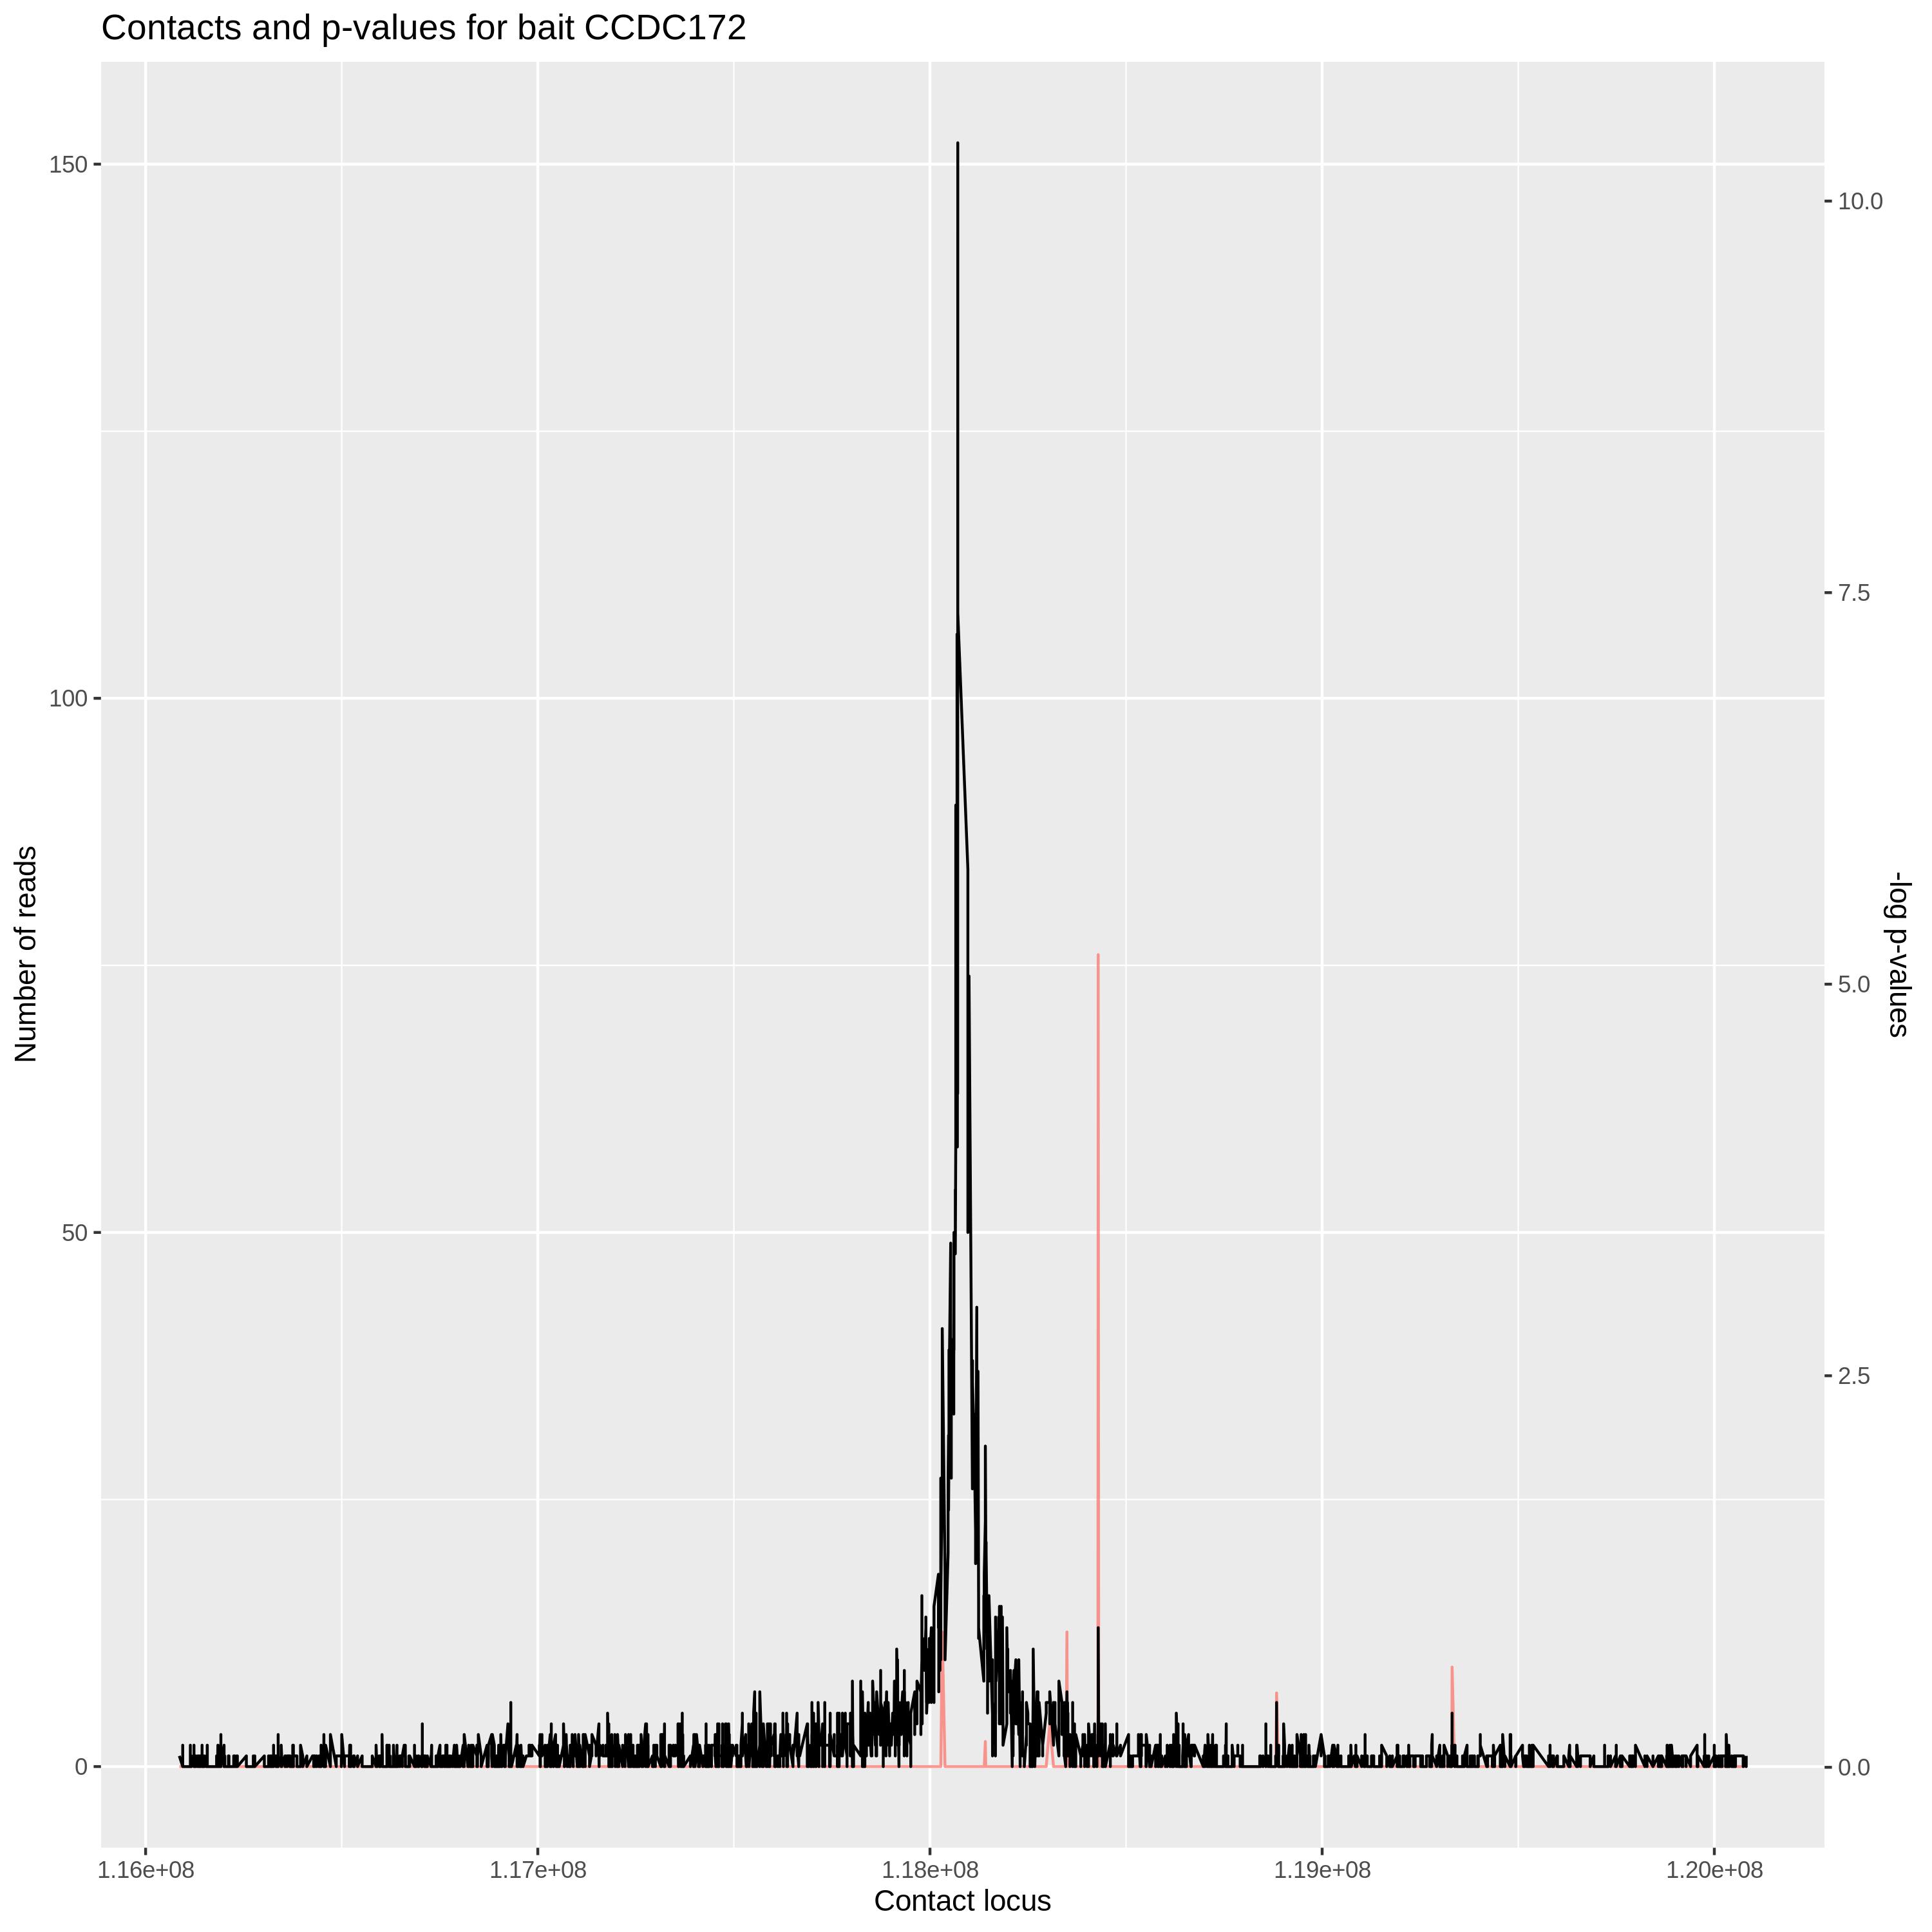 Contacts and p-values for bait CCDC172
150
100
50
0
Number of reads
10.0
7.5
5.0
2.5
0.0
-log p-values
1.16e+08 1.17e+08 1.18e+08 1.19e+08 1.20e+08
Contact locus